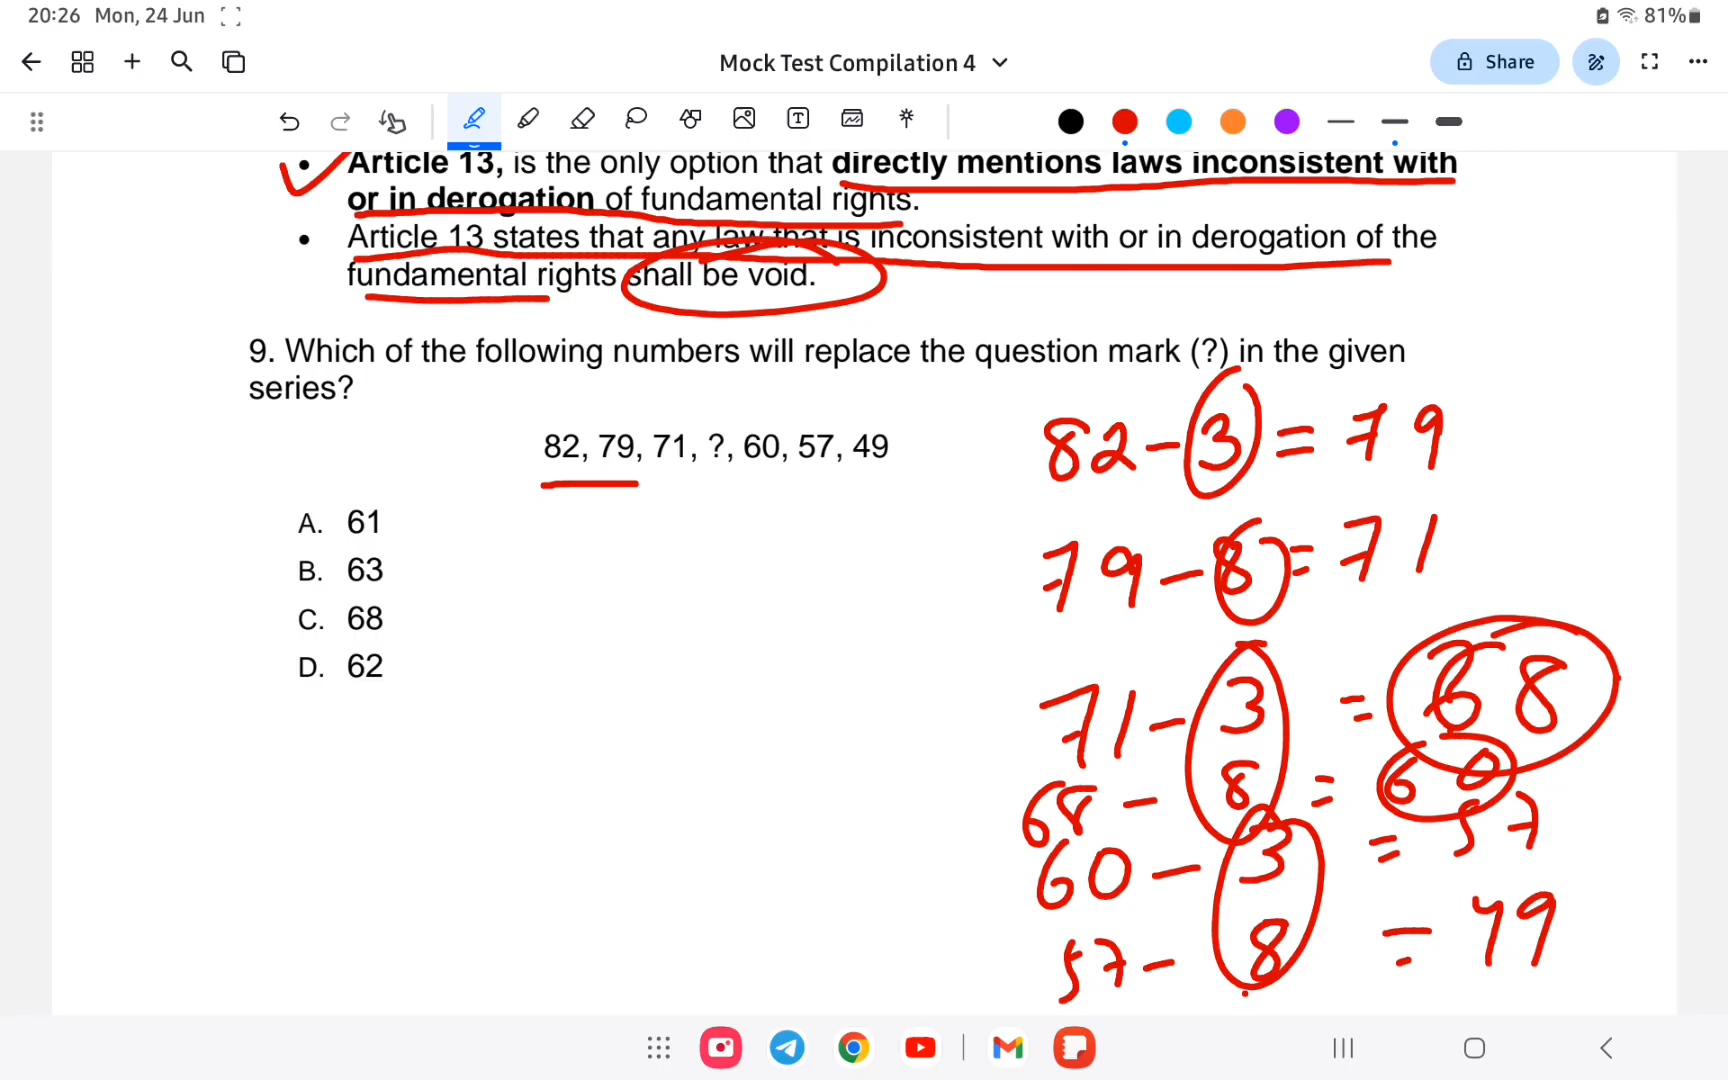 20:26 Mon, 24 Jun
81%
Mock Test Compilation 4
Share
Article 13, is the only option that directly mentions laws inconsistent with
or in derogation of fundamental rights.
Article 13 states that any law that is inconsistent with or in derogation of the
fundamental rights shall be void.
9. Which of the following numbers will replace the question mark (?) in the given
series?
82, 79, 71, ?, 60, 57, 49
A. 61
B. 63
C. 68
D. 62
82 - 3 = 79
79 - 8 = 71
71 - 3 = 68
68 - 8 = 60
60 - 3 = 57
57 - 8 = 49